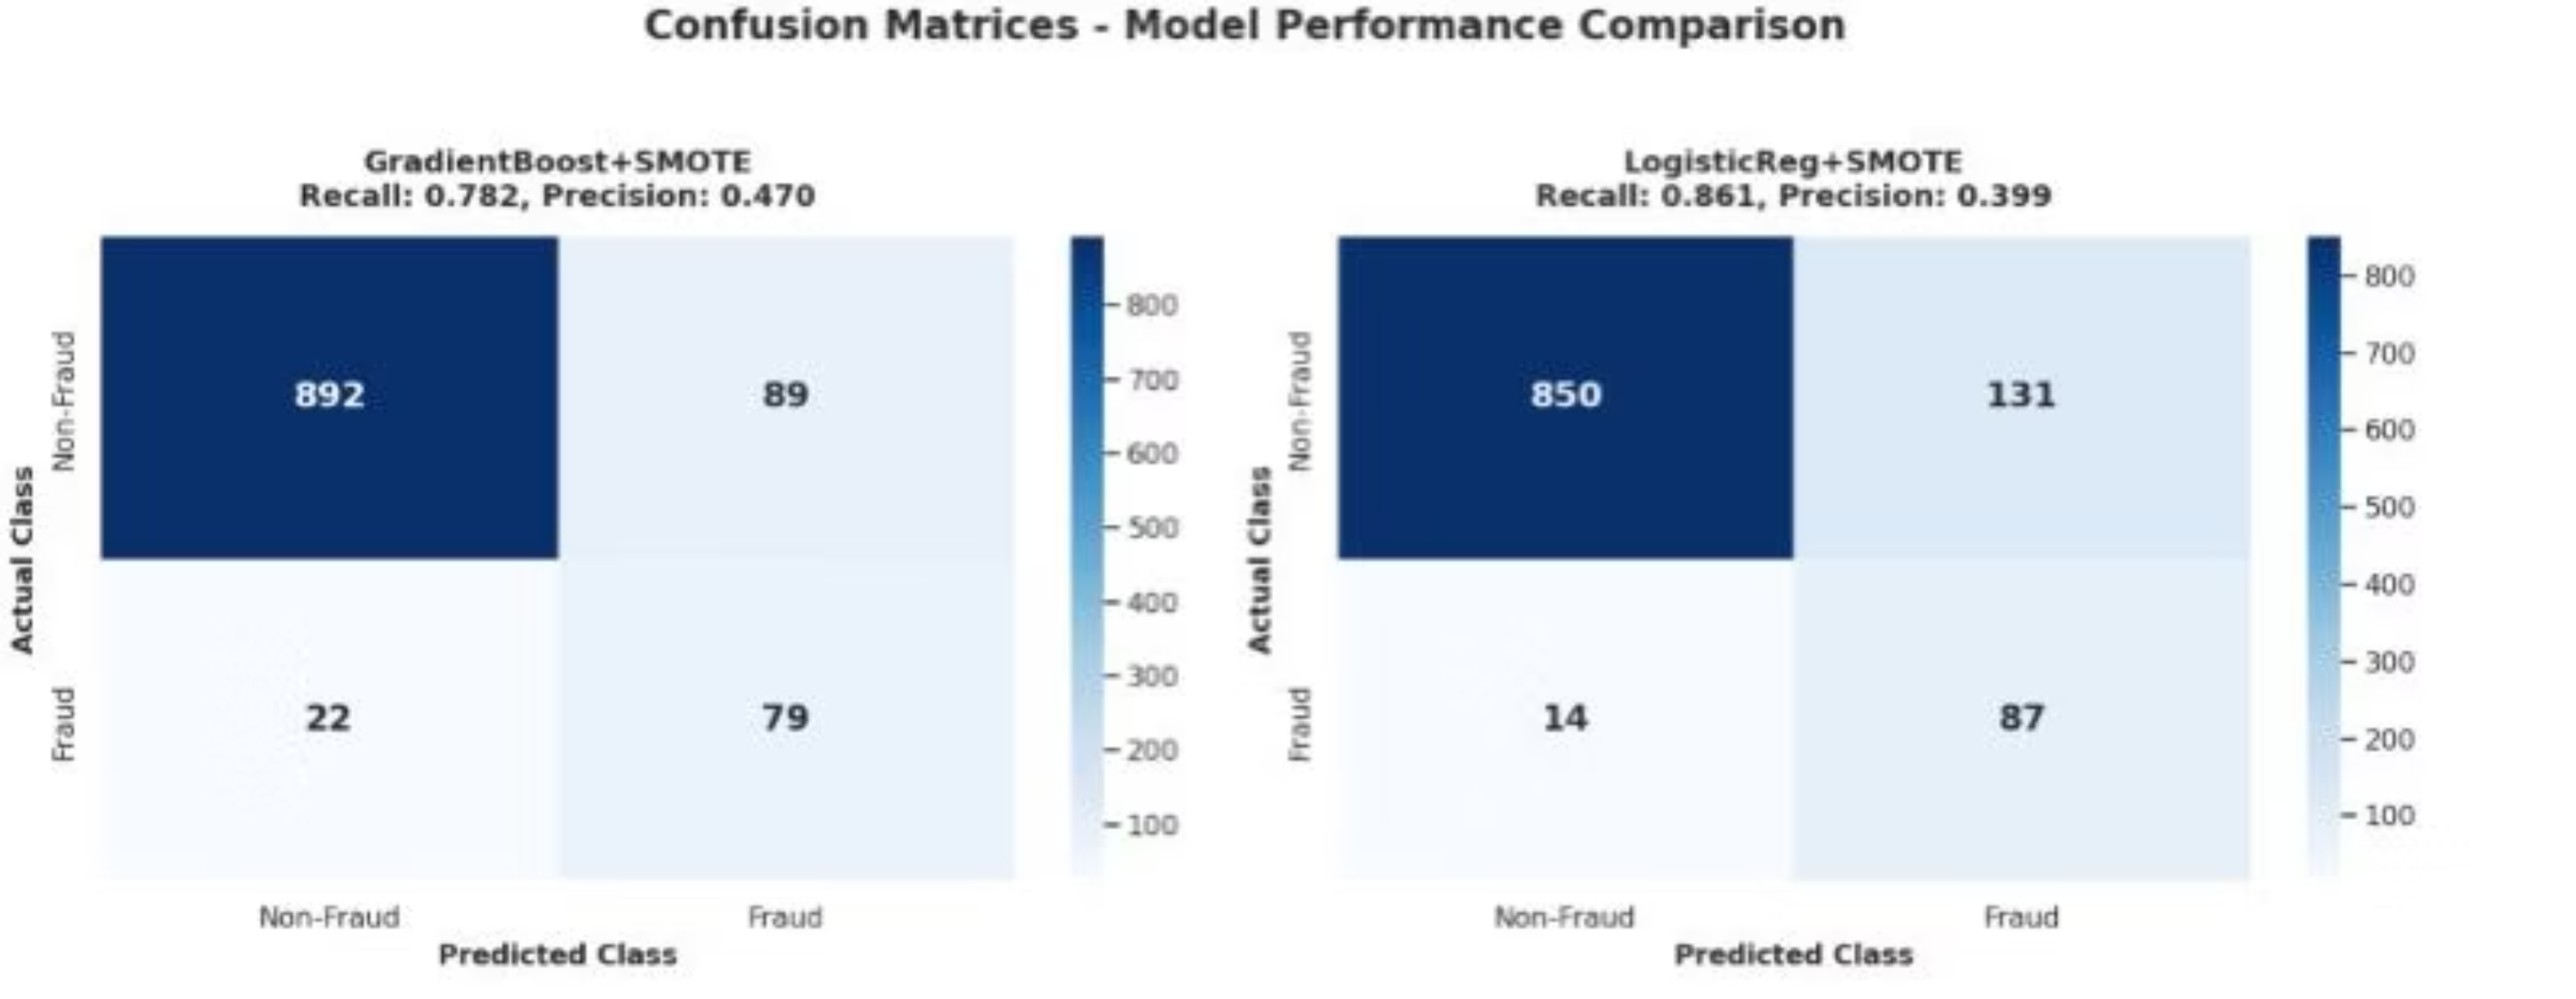 Confusion Matrices - Model Performance Comparison
GradientBoost+SMOTE
Recall: 0.782, Precision: 0.470
Actual Class
Non-Fraud
Fraud
892
89
22
79
800
700
600
500
400
300
200
100
Non-Fraud
Fraud
Predicted Class
LogisticReg+SMOTE
Recall: 0.861, Precision: 0.399
Actual Class
Non-Fraud
Fraud
850
131
14
87
800
700
600
500
400
300
200
100
Non-Fraud
Fraud
Predicted Class